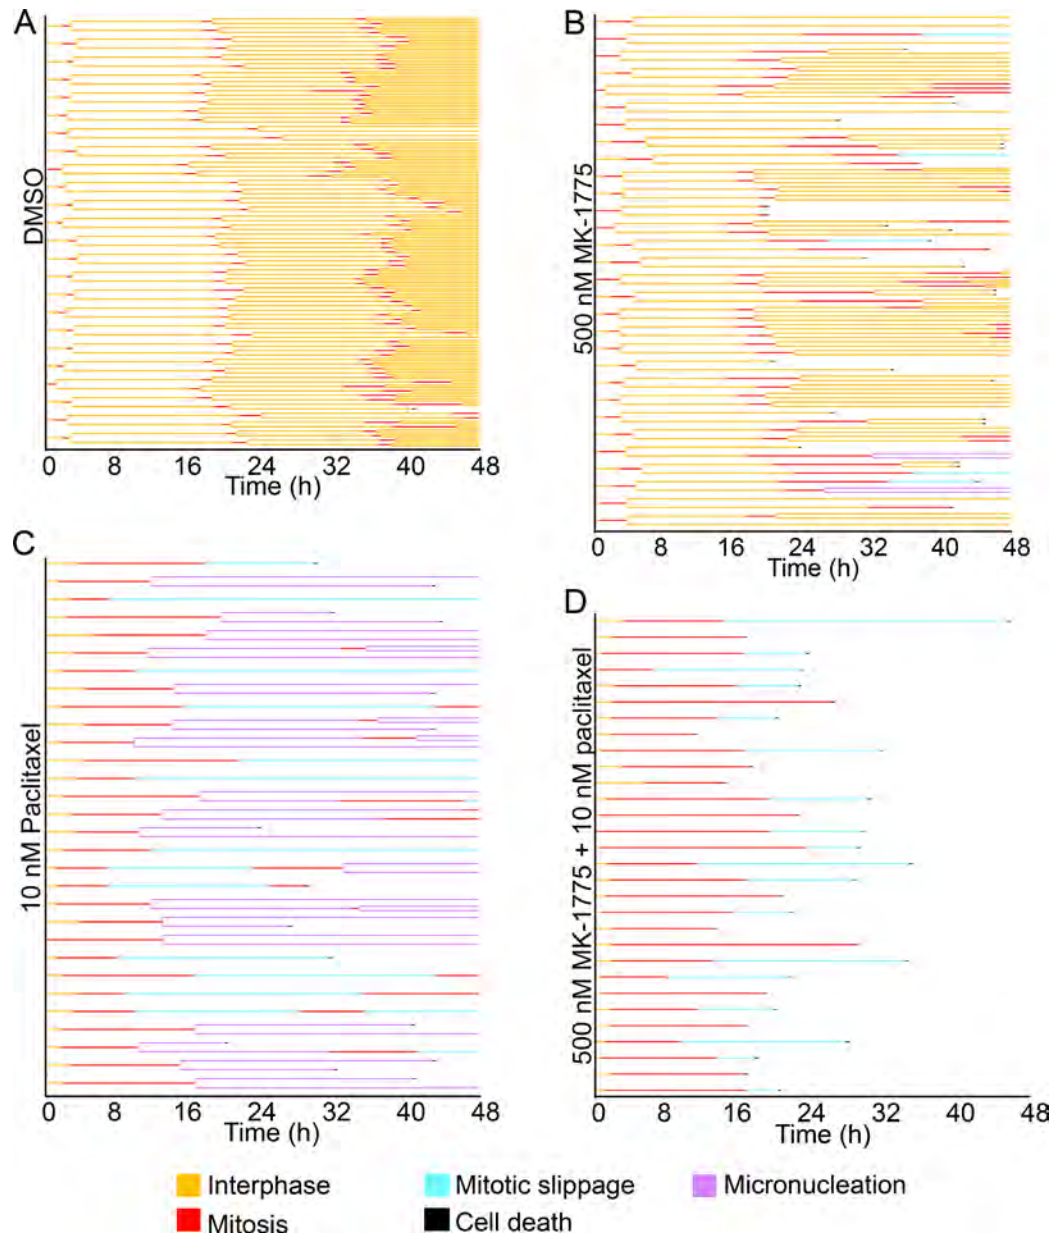 A
DMSO
0 8 16 24 32 40 48
Time (h)
B
500 nM MK-1775
0 8 16 24 32 40 48
Time (h)
C
10 nM Paclitaxel
0 8 16 24 32 40 48
Time (h)
D
500 nM MK-1775 + 10 nM paclitaxel
0 8 16 24 32 40 48
Time (h)
Interphase
Mitotic slippage
Micronucleation
Mitosis
Cell death